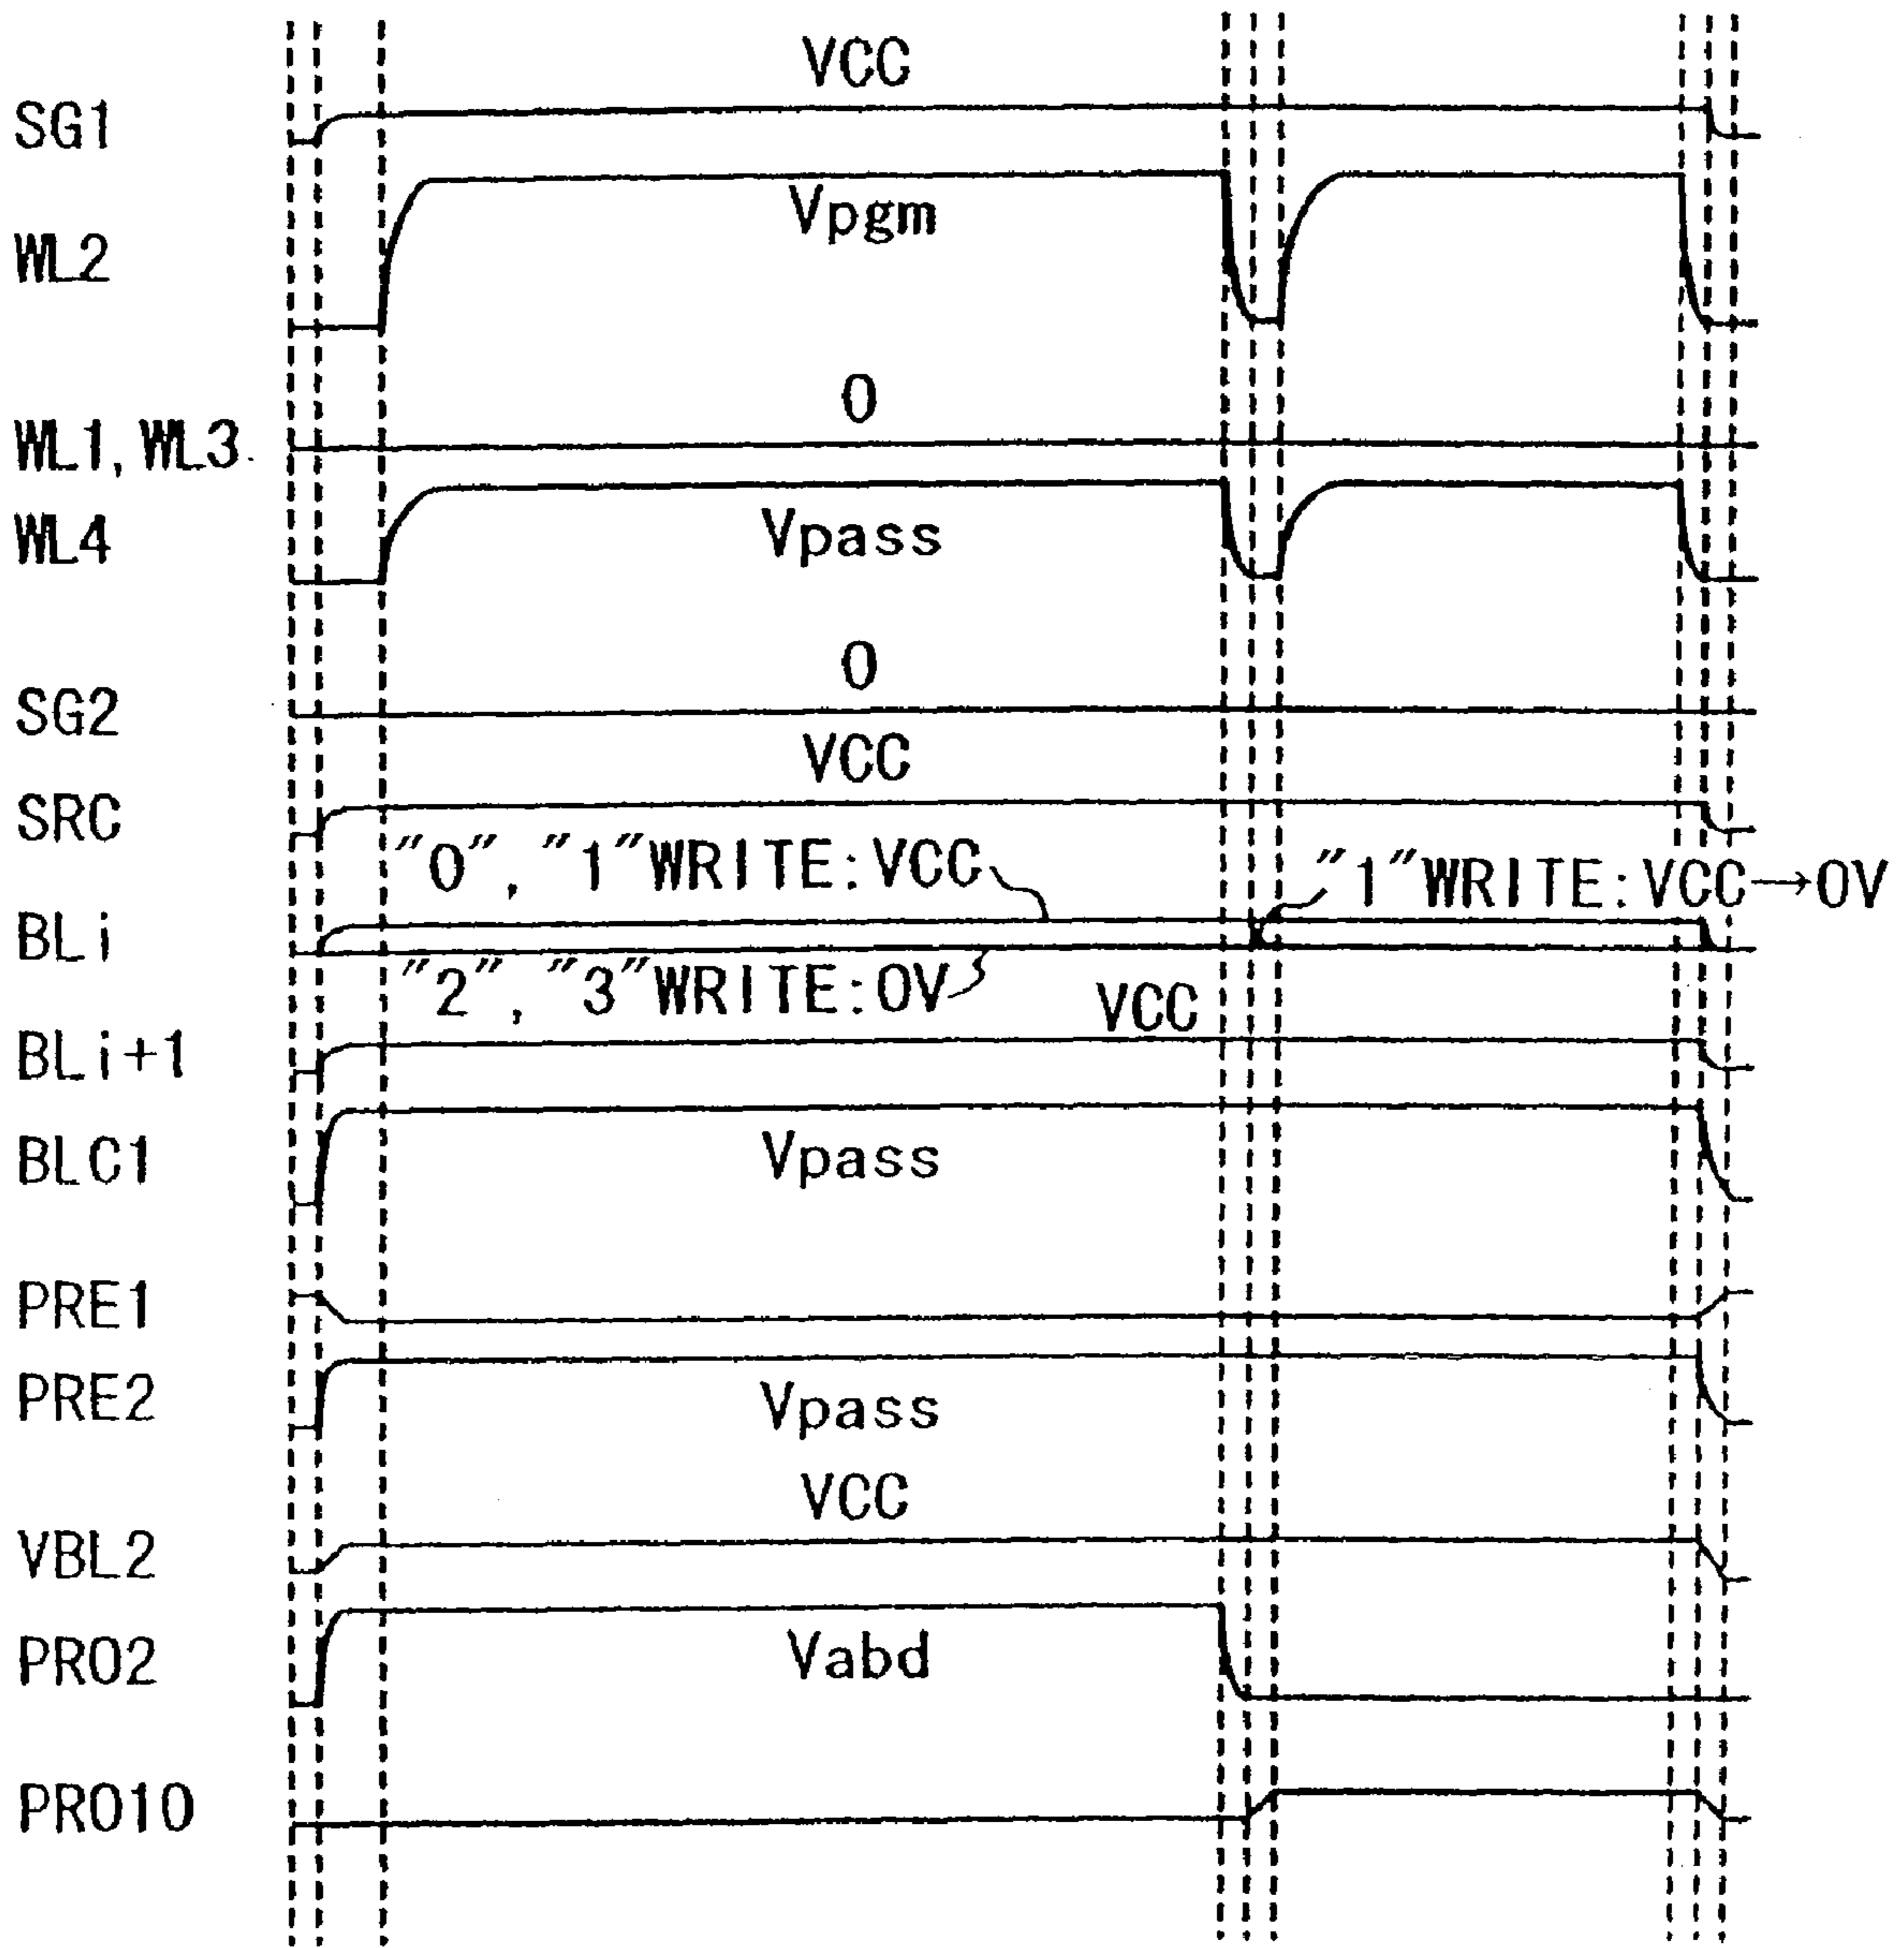 VCC
SG1
Vpgm
WL2
0
WL1, WL3
Vpass
WL4
0
SG2
VCC
SRC
"0", "1"WRITE:VCC
"1"WRITE:VCC→0V
BLi
"2", "3"WRITE:0V
VCC
BLi+1
Vpass
BLC1
PRE1
PRE2
Vpass
VCC
VBL2
Vabd
PRO2
PRO10